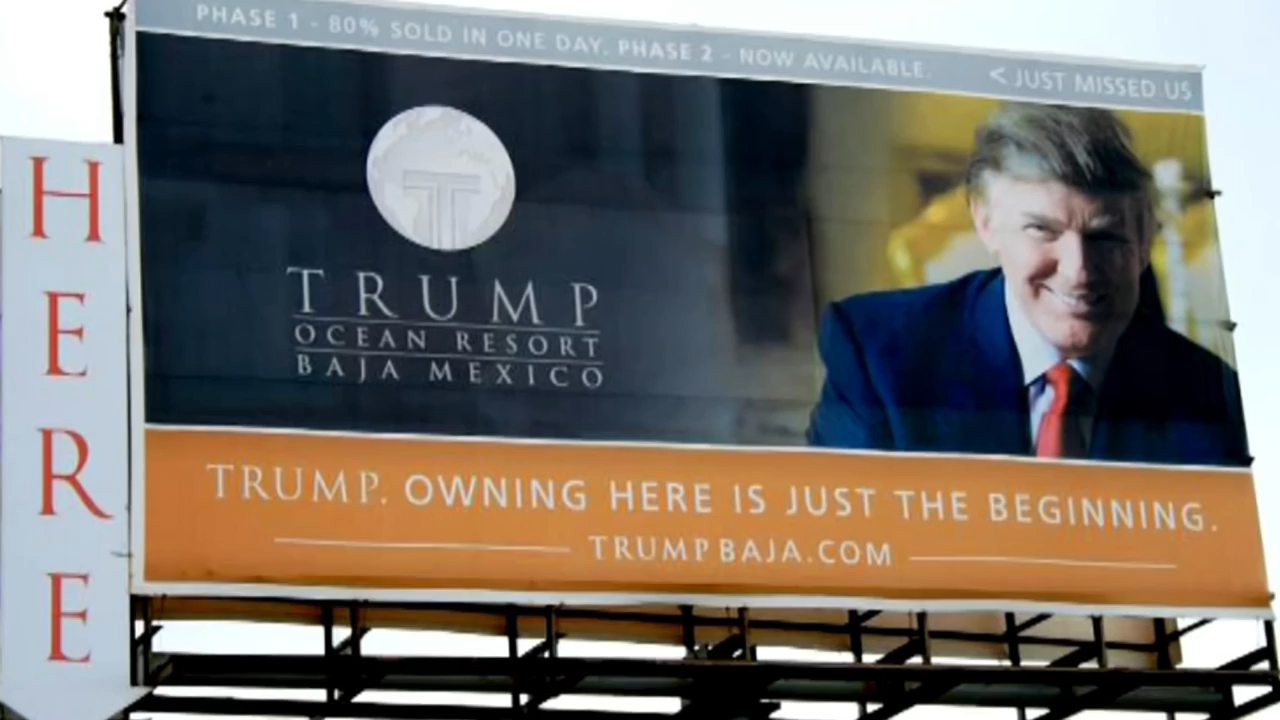 PHASE 1 - 80% SOLD IN ONE DAY. PHASE 2 - NOW AVAILABLE. < JUST MISSED US
H
E
R
E
T
TRUMP
OCEAN RESORT
BAJA MEXICO
TRUMP. OWNING HERE IS JUST THE BEGINNING.
TRUMPBAJA.COM